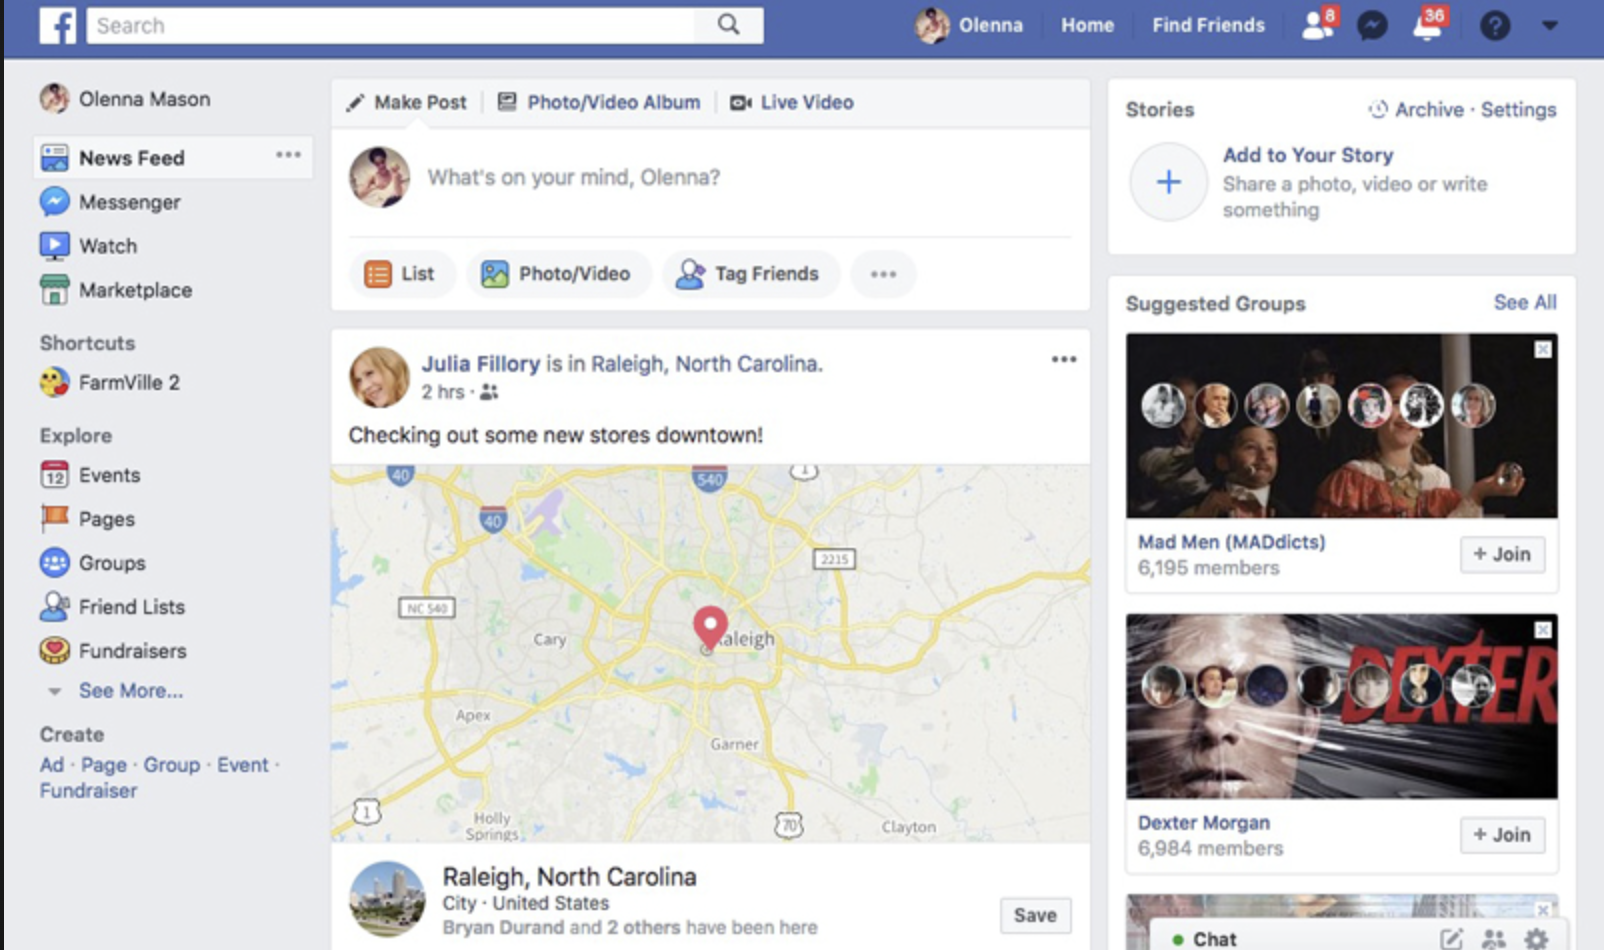 f
Search
Olenna
Home
Find Friends
8
36
?
Olenna Mason
News Feed
Messenger
Watch
Marketplace
Shortcuts
FarmVille 2
Explore
12 Events
Pages
Groups
Friend Lists
Fundraisers
See More...
Create
Ad · Page · Group · Event ·
Fundraiser
Make Post
Photo/Video Album
Live Video
What's on your mind, Olenna?
List
Photo/Video
Tag Friends
Julia Fillory is in Raleigh, North Carolina.
2 hrs ·
Checking out some new stores downtown!
40
540
1
40
2215
NC 540
Cary
Raleigh
Apex
Garner
1
Holly
Springs
70
Clayton
Raleigh, North Carolina
City · United States
Bryan Durand and 2 others have been here
Save
Stories
Archive · Settings
Add to Your Story
Share a photo, video or write
something
Suggested Groups
See All
Mad Men (MADdicts)
6,195 members
+ Join
DEXTER
Dexter Morgan
6,984 members
+ Join
Chat